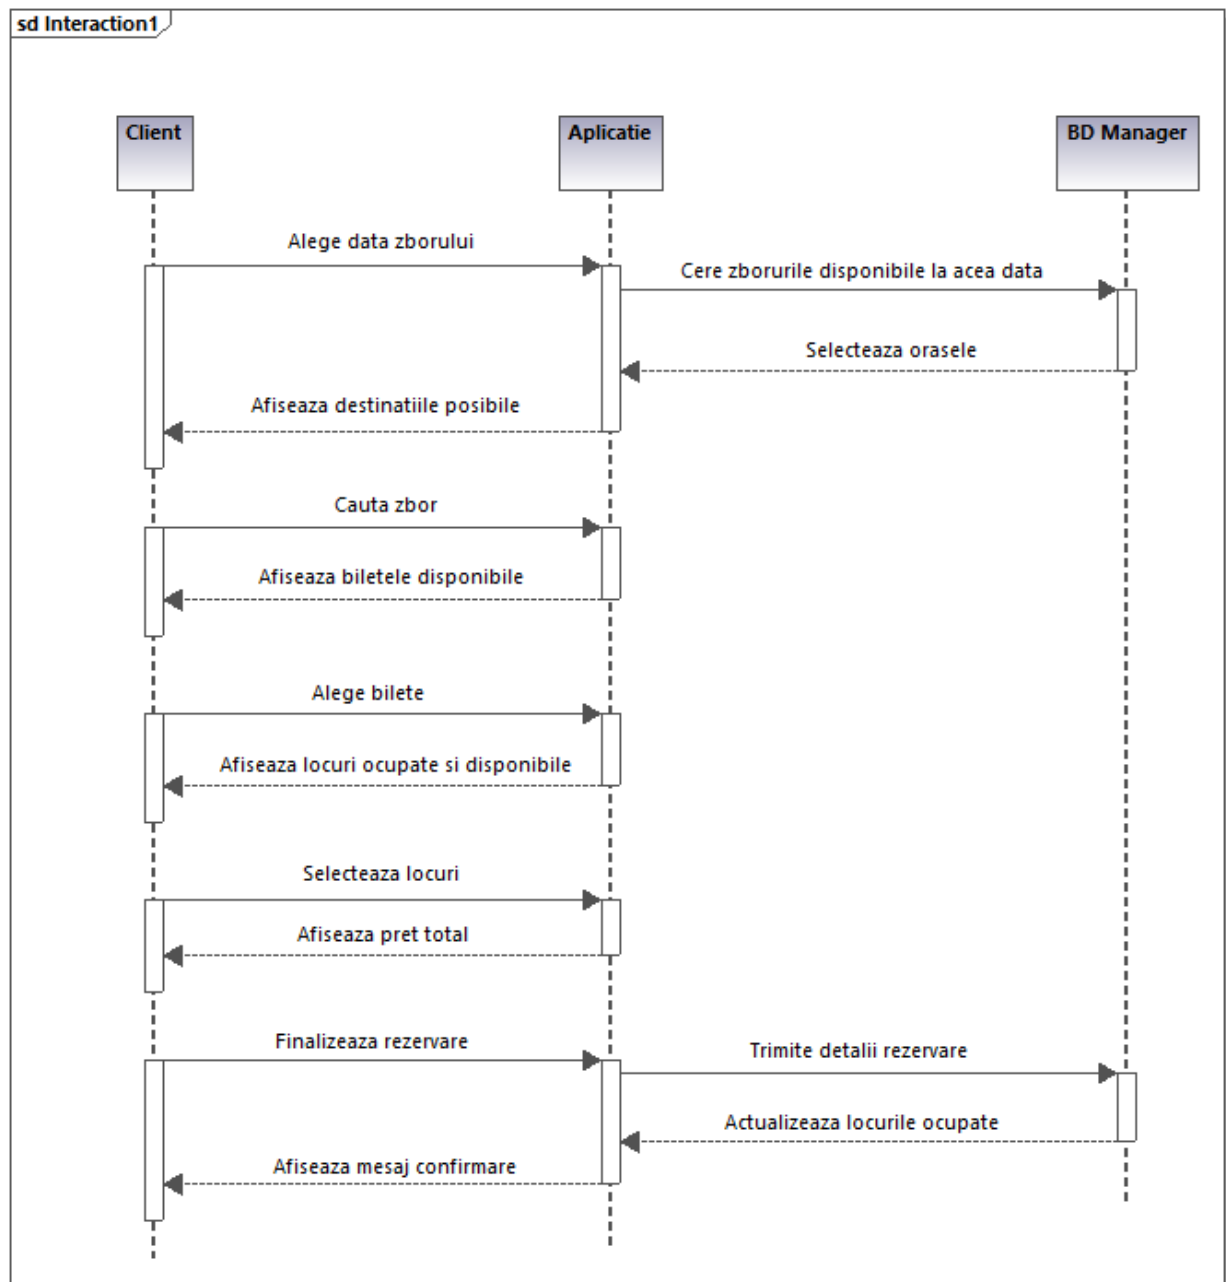 sd Interaction1
Client
Aplicatie
BD Manager
Alege data zborului
Cere zborurile disponibile la acea data
Selecteaza orasele
Afiseaza destinatiile posibile
Cauta zbor
Afiseaza biletele disponibile
Alege bilete
Afiseaza locuri ocupate si disponibile
Selecteaza locuri
Afiseaza pret total
Finalizeaza rezervare
Trimite detalii rezervare
Actualizeaza locurile ocupate
Afiseaza mesaj confirmare